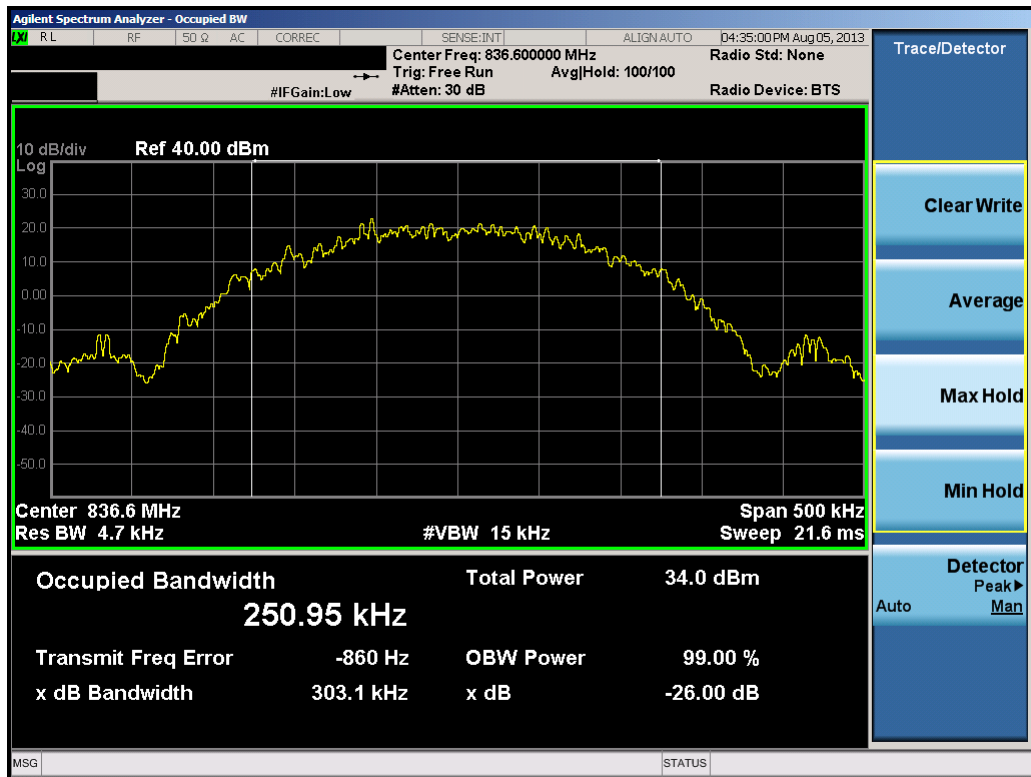 Agilent Spectrum Analyzer - Occupied BW
LXI RL RF 50 Ω AC CORREC SENSE:INT ALIGN AUTO 04:35:00 PM Aug 05, 2013
Center Freq: 836.600000 MHz Radio Std: None
Trig: Free Run Avg|Hold: 100/100
#IFGain:Low #Atten: 30 dB Radio Device: BTS
10 dB/div Ref 40.00 dBm
Log
30.0
20.0
10.0
0.00
-10.0
-20.0
-30.0
-40.0
-50.0
Center 836.6 MHz Span 500 kHz
Res BW 4.7 kHz #VBW 15 kHz Sweep 21.6 ms
Occupied Bandwidth Total Power 34.0 dBm
250.95 kHz
Transmit Freq Error -860 Hz OBW Power 99.00 %
x dB Bandwidth 303.1 kHz x dB -26.00 dB
MSG STATUS
Trace/Detector
Clear Write
Average
Max Hold
Min Hold
Detector
Peak▶
Auto Man